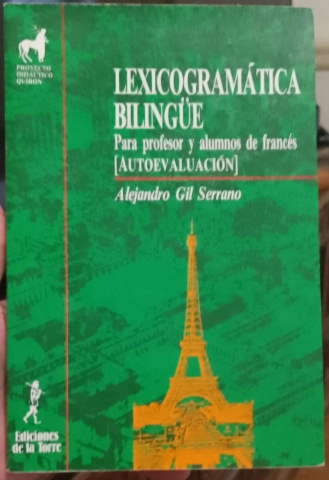 PROYECTO
DIDÁCTICO
QUIRÓN
LEXICOGRAMÁTICA
BILINGÜE
Para profesor y alumnos de francés
[AUTOEVALUACIÓN]
Alejandro Gil Serrano
Ediciones
de la Torre